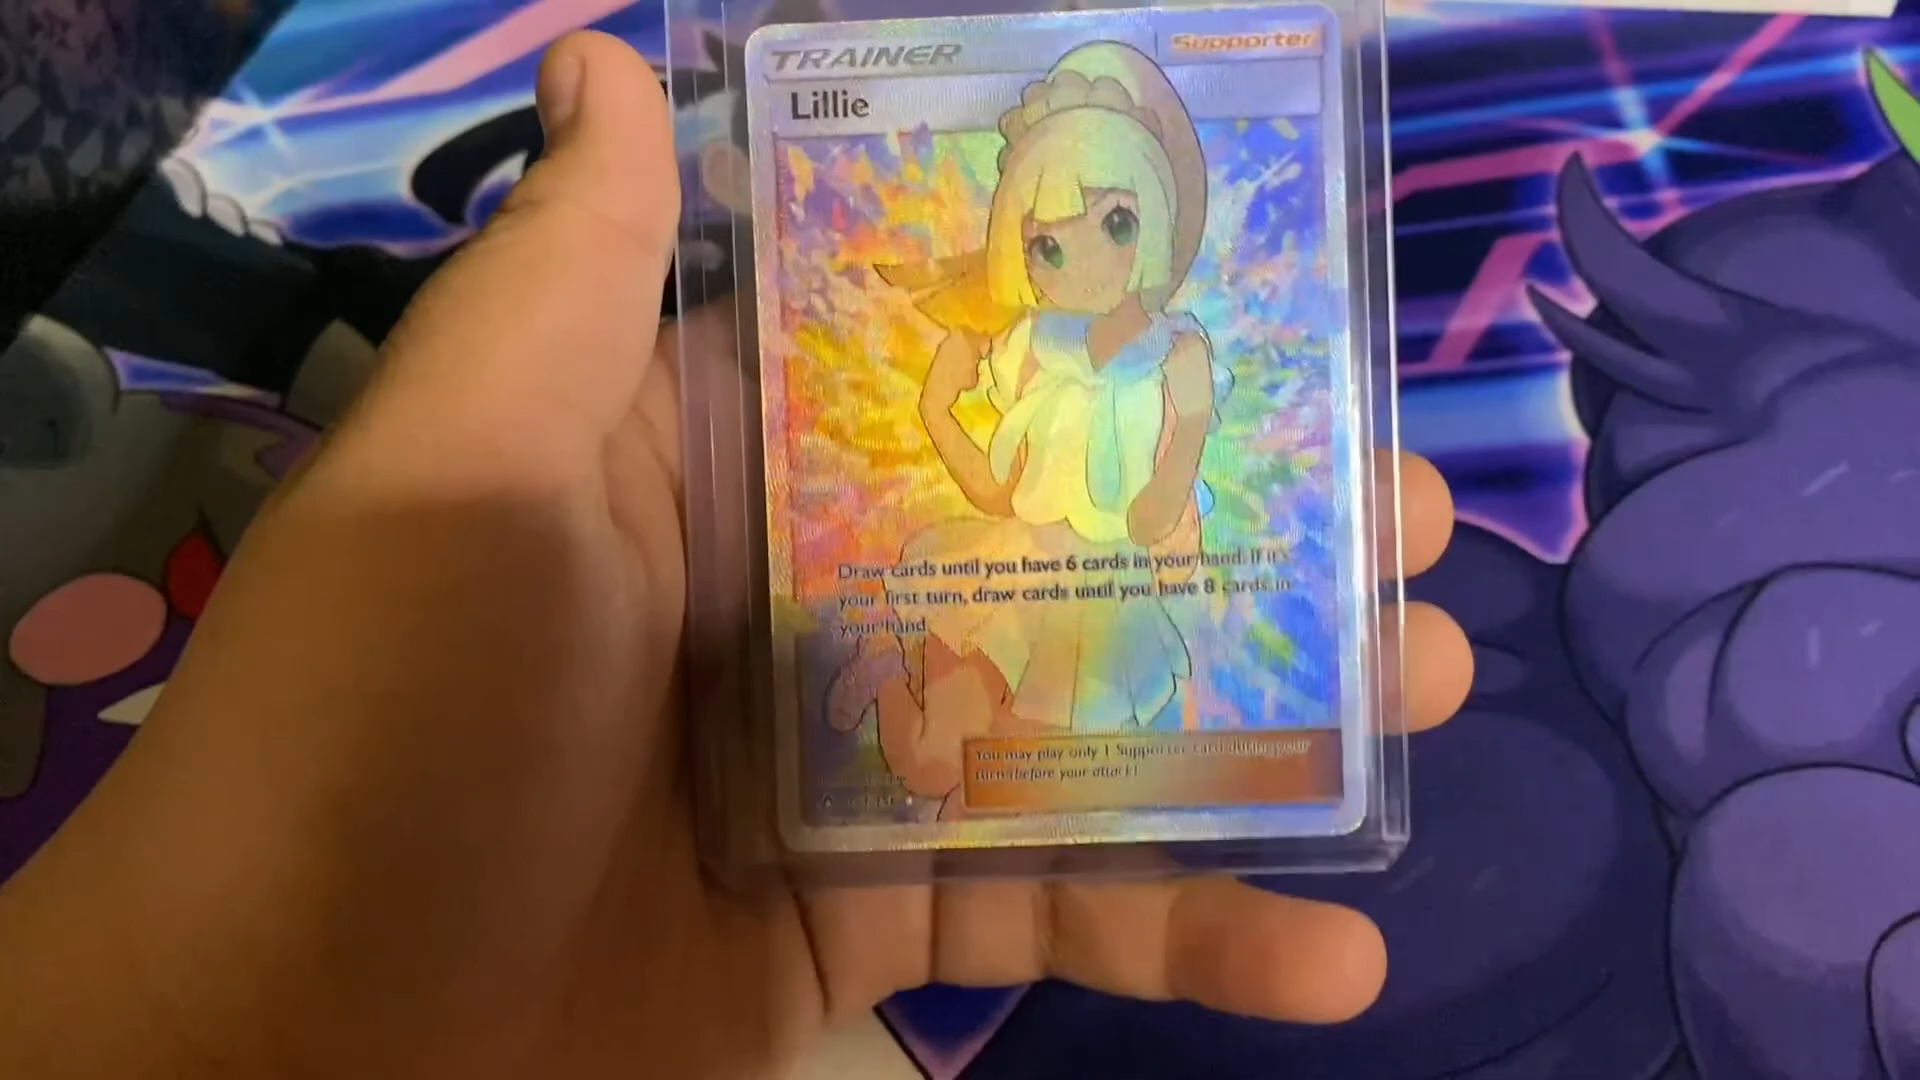 TRAINER
Supporter
Lillie
Draw cards until you have 6 cards in your hand. If it's
your first turn, draw cards until you have 8 cards in
your hand.
You may play only 1 Supporter card during your
turn (before your attack).